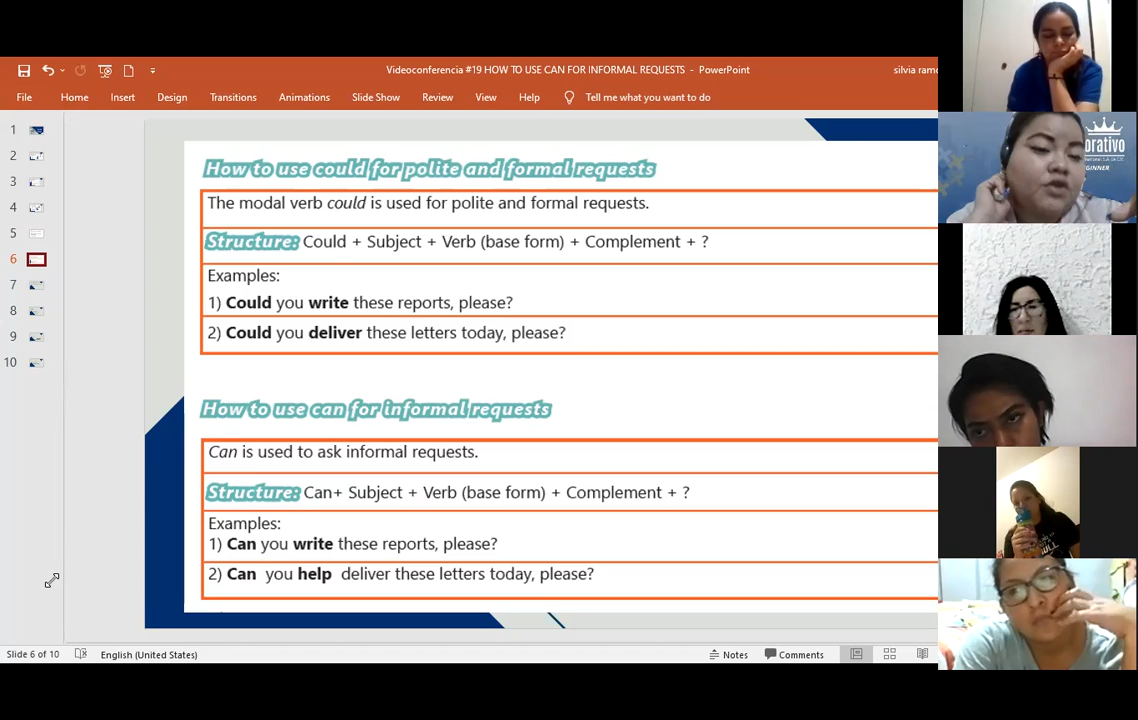 Videoconferencia #19 HOW TO USE CAN FOR INFORMAL REQUESTS - PowerPoint
silvia ramo
File Home Insert Design Transitions Animations Slide Show Review View Help Tell me what you want to do
1
2
3
4
5
6
7
8
9
10
How to use could for polite and formal requests
The modal verb could is used for polite and formal requests.
Structure: Could + Subject + Verb (base form) + Complement + ?
Examples:
1) Could you write these reports, please?
2) Could you deliver these letters today, please?
How to use can for informal requests
Can is used to ask informal requests.
Structure: Can+ Subject + Verb (base form) + Complement + ?
Examples:
1) Can you write these reports, please?
2) Can you help deliver these letters today, please?
Slide 6 of 10 English (United States) Notes Comments
orativo